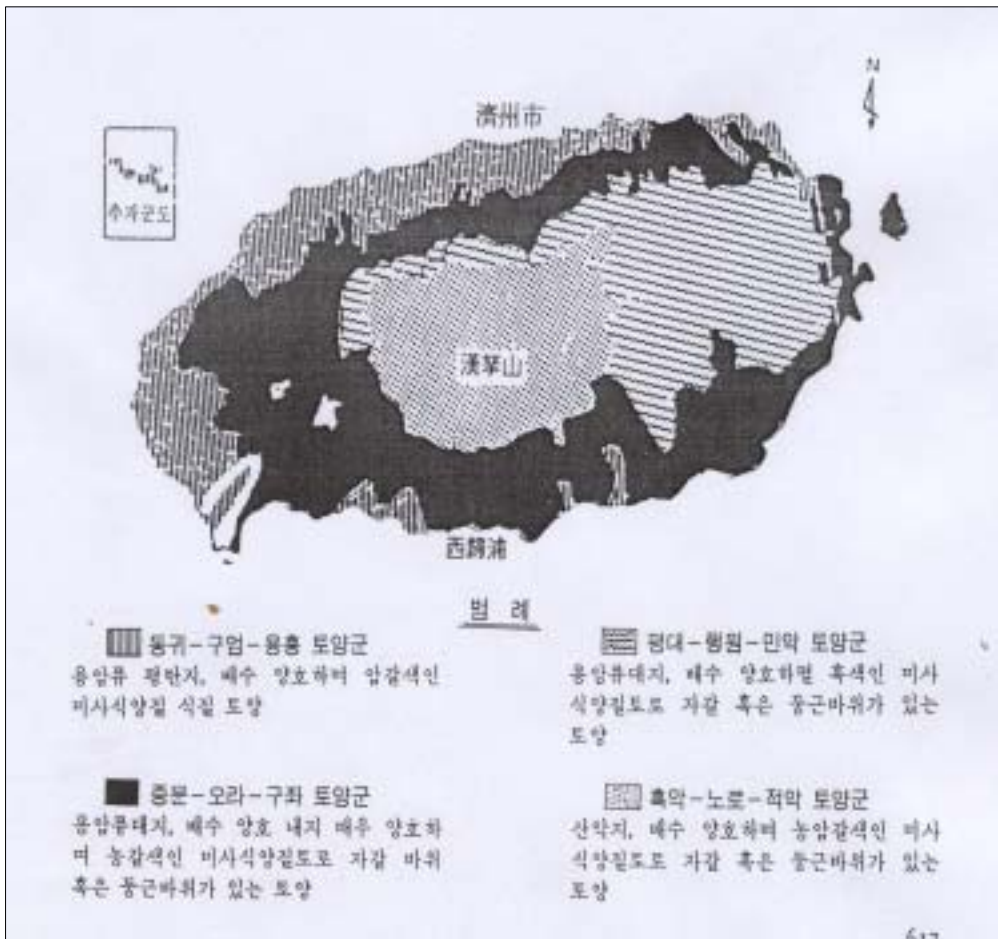 N
濟州市
추자군도
漢拏山
西歸浦
범 례
동귀-구엄-용흥 토양군
용암류 평탄지, 배수 양호하며 암갈색인
미사식양질 식질 토양
중문-오라-구좌 토양군
용암류대지, 배수 양호 내지 매우 양호하
며 농갈색인 미사식양질토로 자갈 바위
혹은 둥근바위가 있는 토양
평대-행원-민악 토양군
용암류대지, 배수 양호하멸 흑색인 미사
식양질토로 자갈 혹은 둥근바위가 있는
토양
흑악-노로-적악 토양군
산악지, 배수 양호하며 농암갈색인 미사
식양질토로 자갈 혹은 둥근바위가 있는
토양